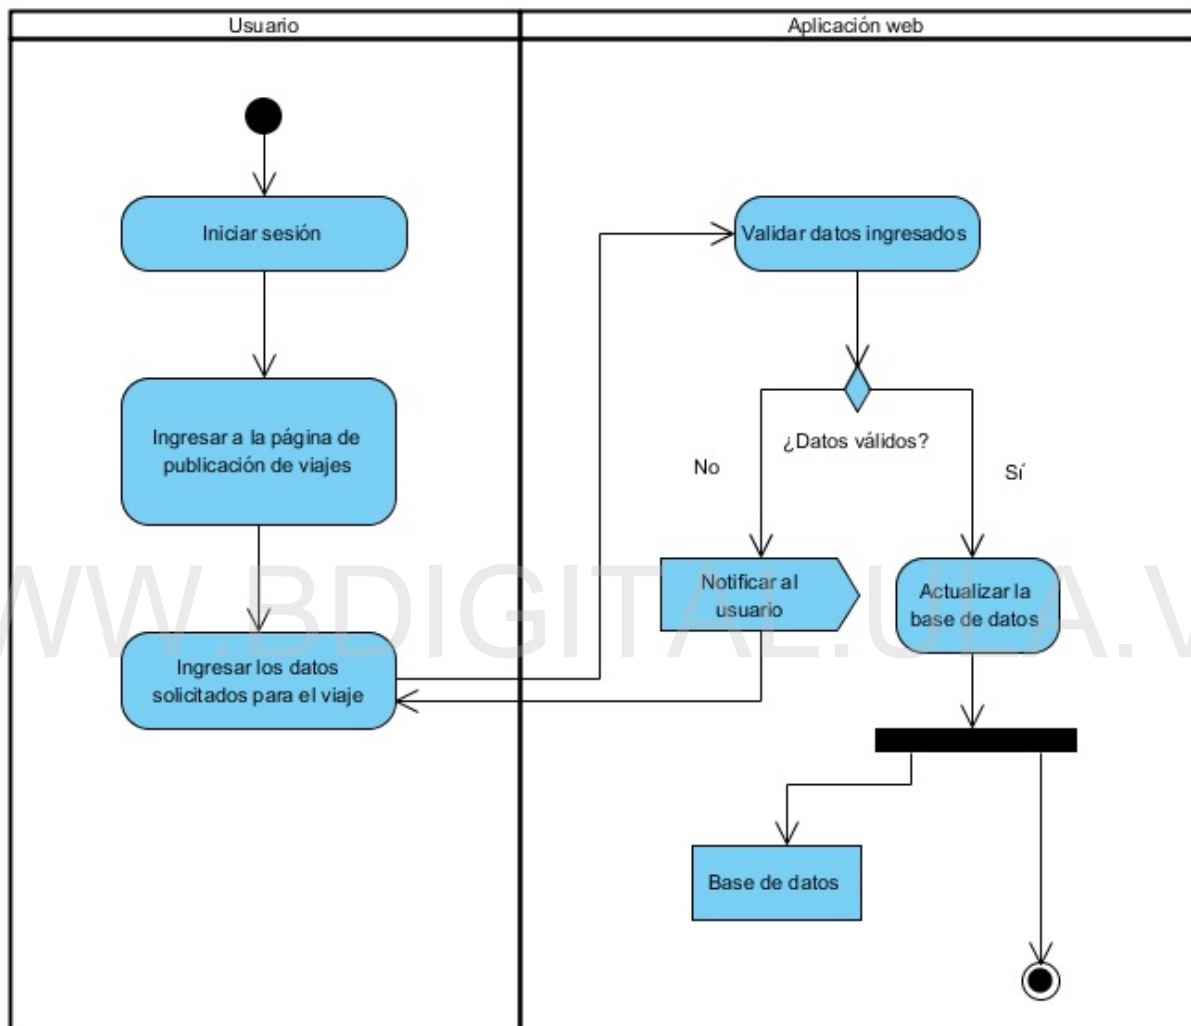 Usuario
Aplicación web
Iniciar sesión
Validar datos ingresados
Ingresar a la página de
publicación de viajes
¿Datos válidos?
No
Sí
Notificar al
usuario
Actualizar la
base de datos
WW.BDIGITAL.ULA.V
Ingresar los datos
solicitados para el viaje
Base de datos